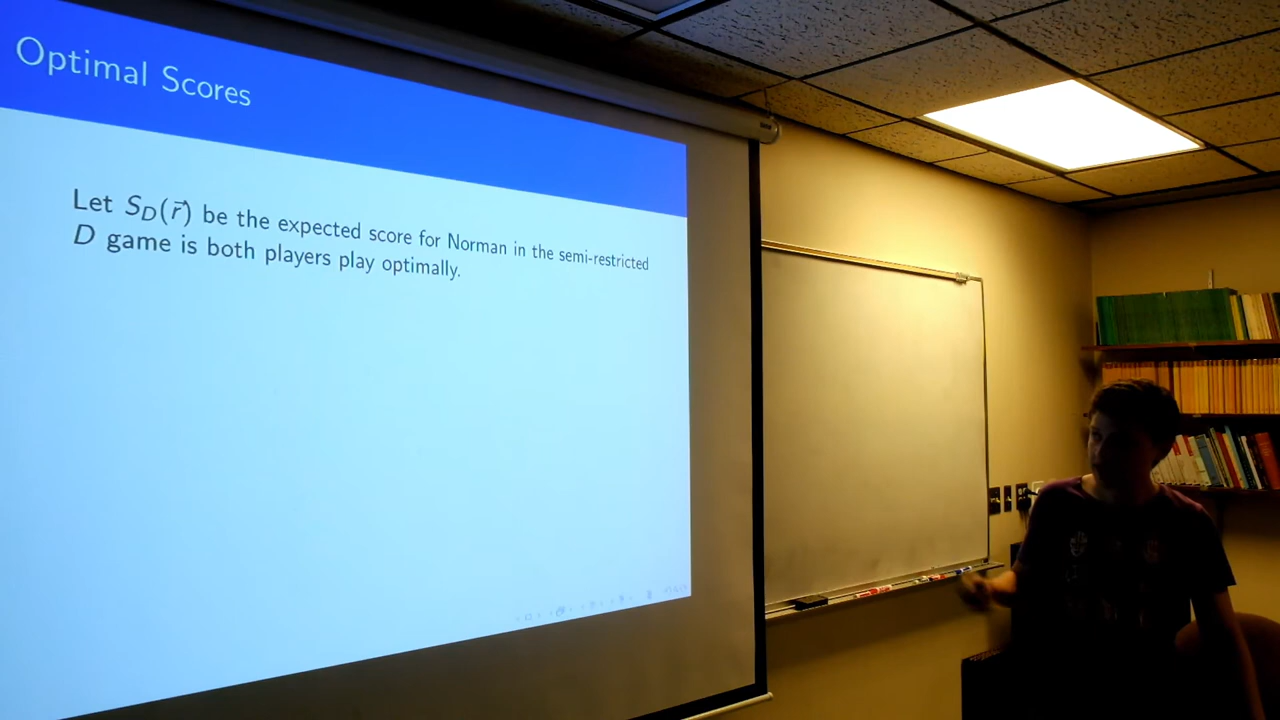 Optimal Scores
Let S_D(r⃗) be the expected score for Norman in the semi-restricted
D game is both players play optimally.